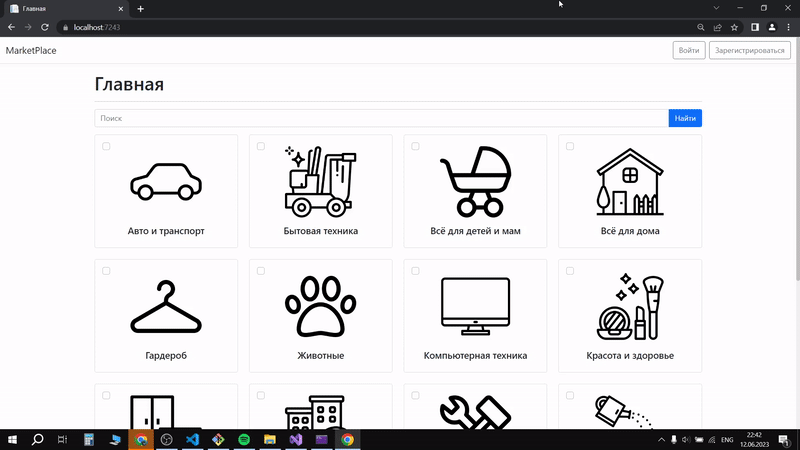 Главная
localhost:7243
MarketPlace
Войти
Зарегистрироваться
Главная
Поиск
Найти
Авто и транспорт
Бытовая техника
Всё для детей и мам
Всё для дома
Гардероб
Животные
Компьютерная техника
Красота и здоровье
ENG
22:42
12.06.2023